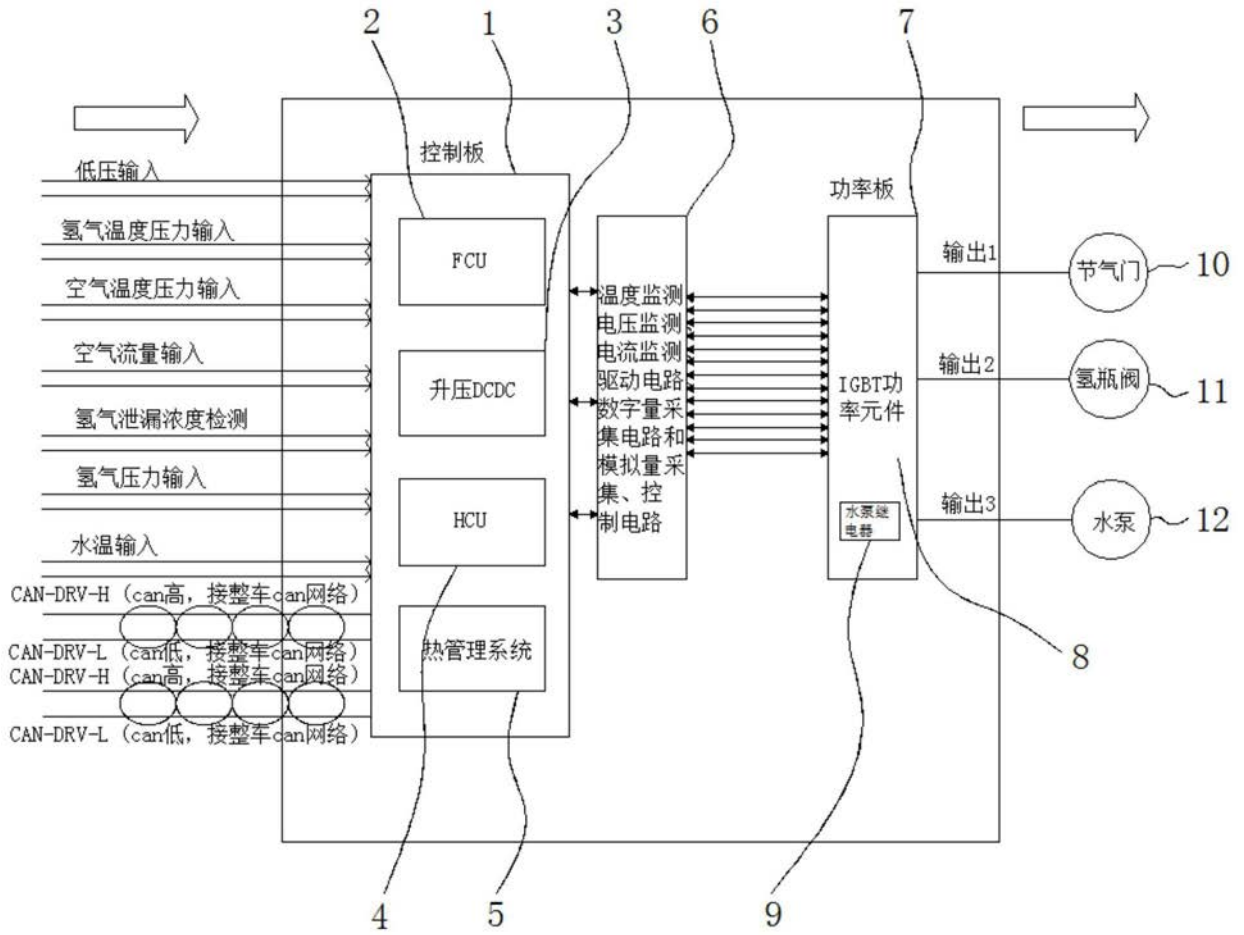 2
1
3
6
7
控制板
功率板
低压输入
氢气温度压力输入
空气温度压力输入
空气流量输入
氢气泄漏浓度检测
氢气压力输入
水温输入
CAN-DRV-H (can高, 接整车can网络)
CAN-DRV-L (can低, 接整车can网络)
CAN-DRV-H (can高, 接整车can网络)
CAN-DRV-L (can低, 接整车can网络)
FCU
升压DCDC
HCU
热管理系统
温度监测
电压监测
电流监测
驱动电路
数字量采
集电路和
模拟量采
集、控
制电路
IGBT功
率元件
水泵继
电器
输出1
节气门
10
输出2
氢瓶阀
11
输出3
水泵
12
8
4
5
9